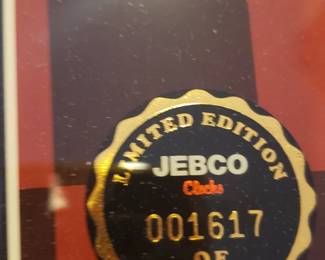 LIMITED EDITION
JEBCO
Clocks
001617
OF